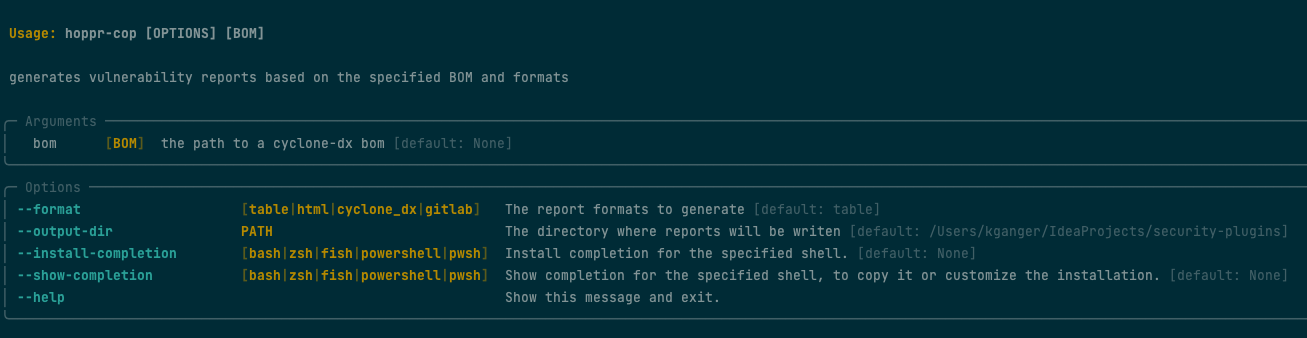 Usage: hoppr-cop [OPTIONS] [BOM]
generates vulnerability reports based on the specified BOM and formats
Arguments
bom [BOM] the path to a cyclone-dx bom [default: None]
Options
--format [table|html|cyclone_dx|gitlab] The report formats to generate [default: table]
--output-dir PATH The directory where reports will be writen [default: /Users/kganger/IdeaProjects/security-plugins]
--install-completion [bash|zsh|fish|powershell|pwsh] Install completion for the specified shell. [default: None]
--show-completion [bash|zsh|fish|powershell|pwsh] Show completion for the specified shell, to copy it or customize the installation. [default: None]
--help Show this message and exit.